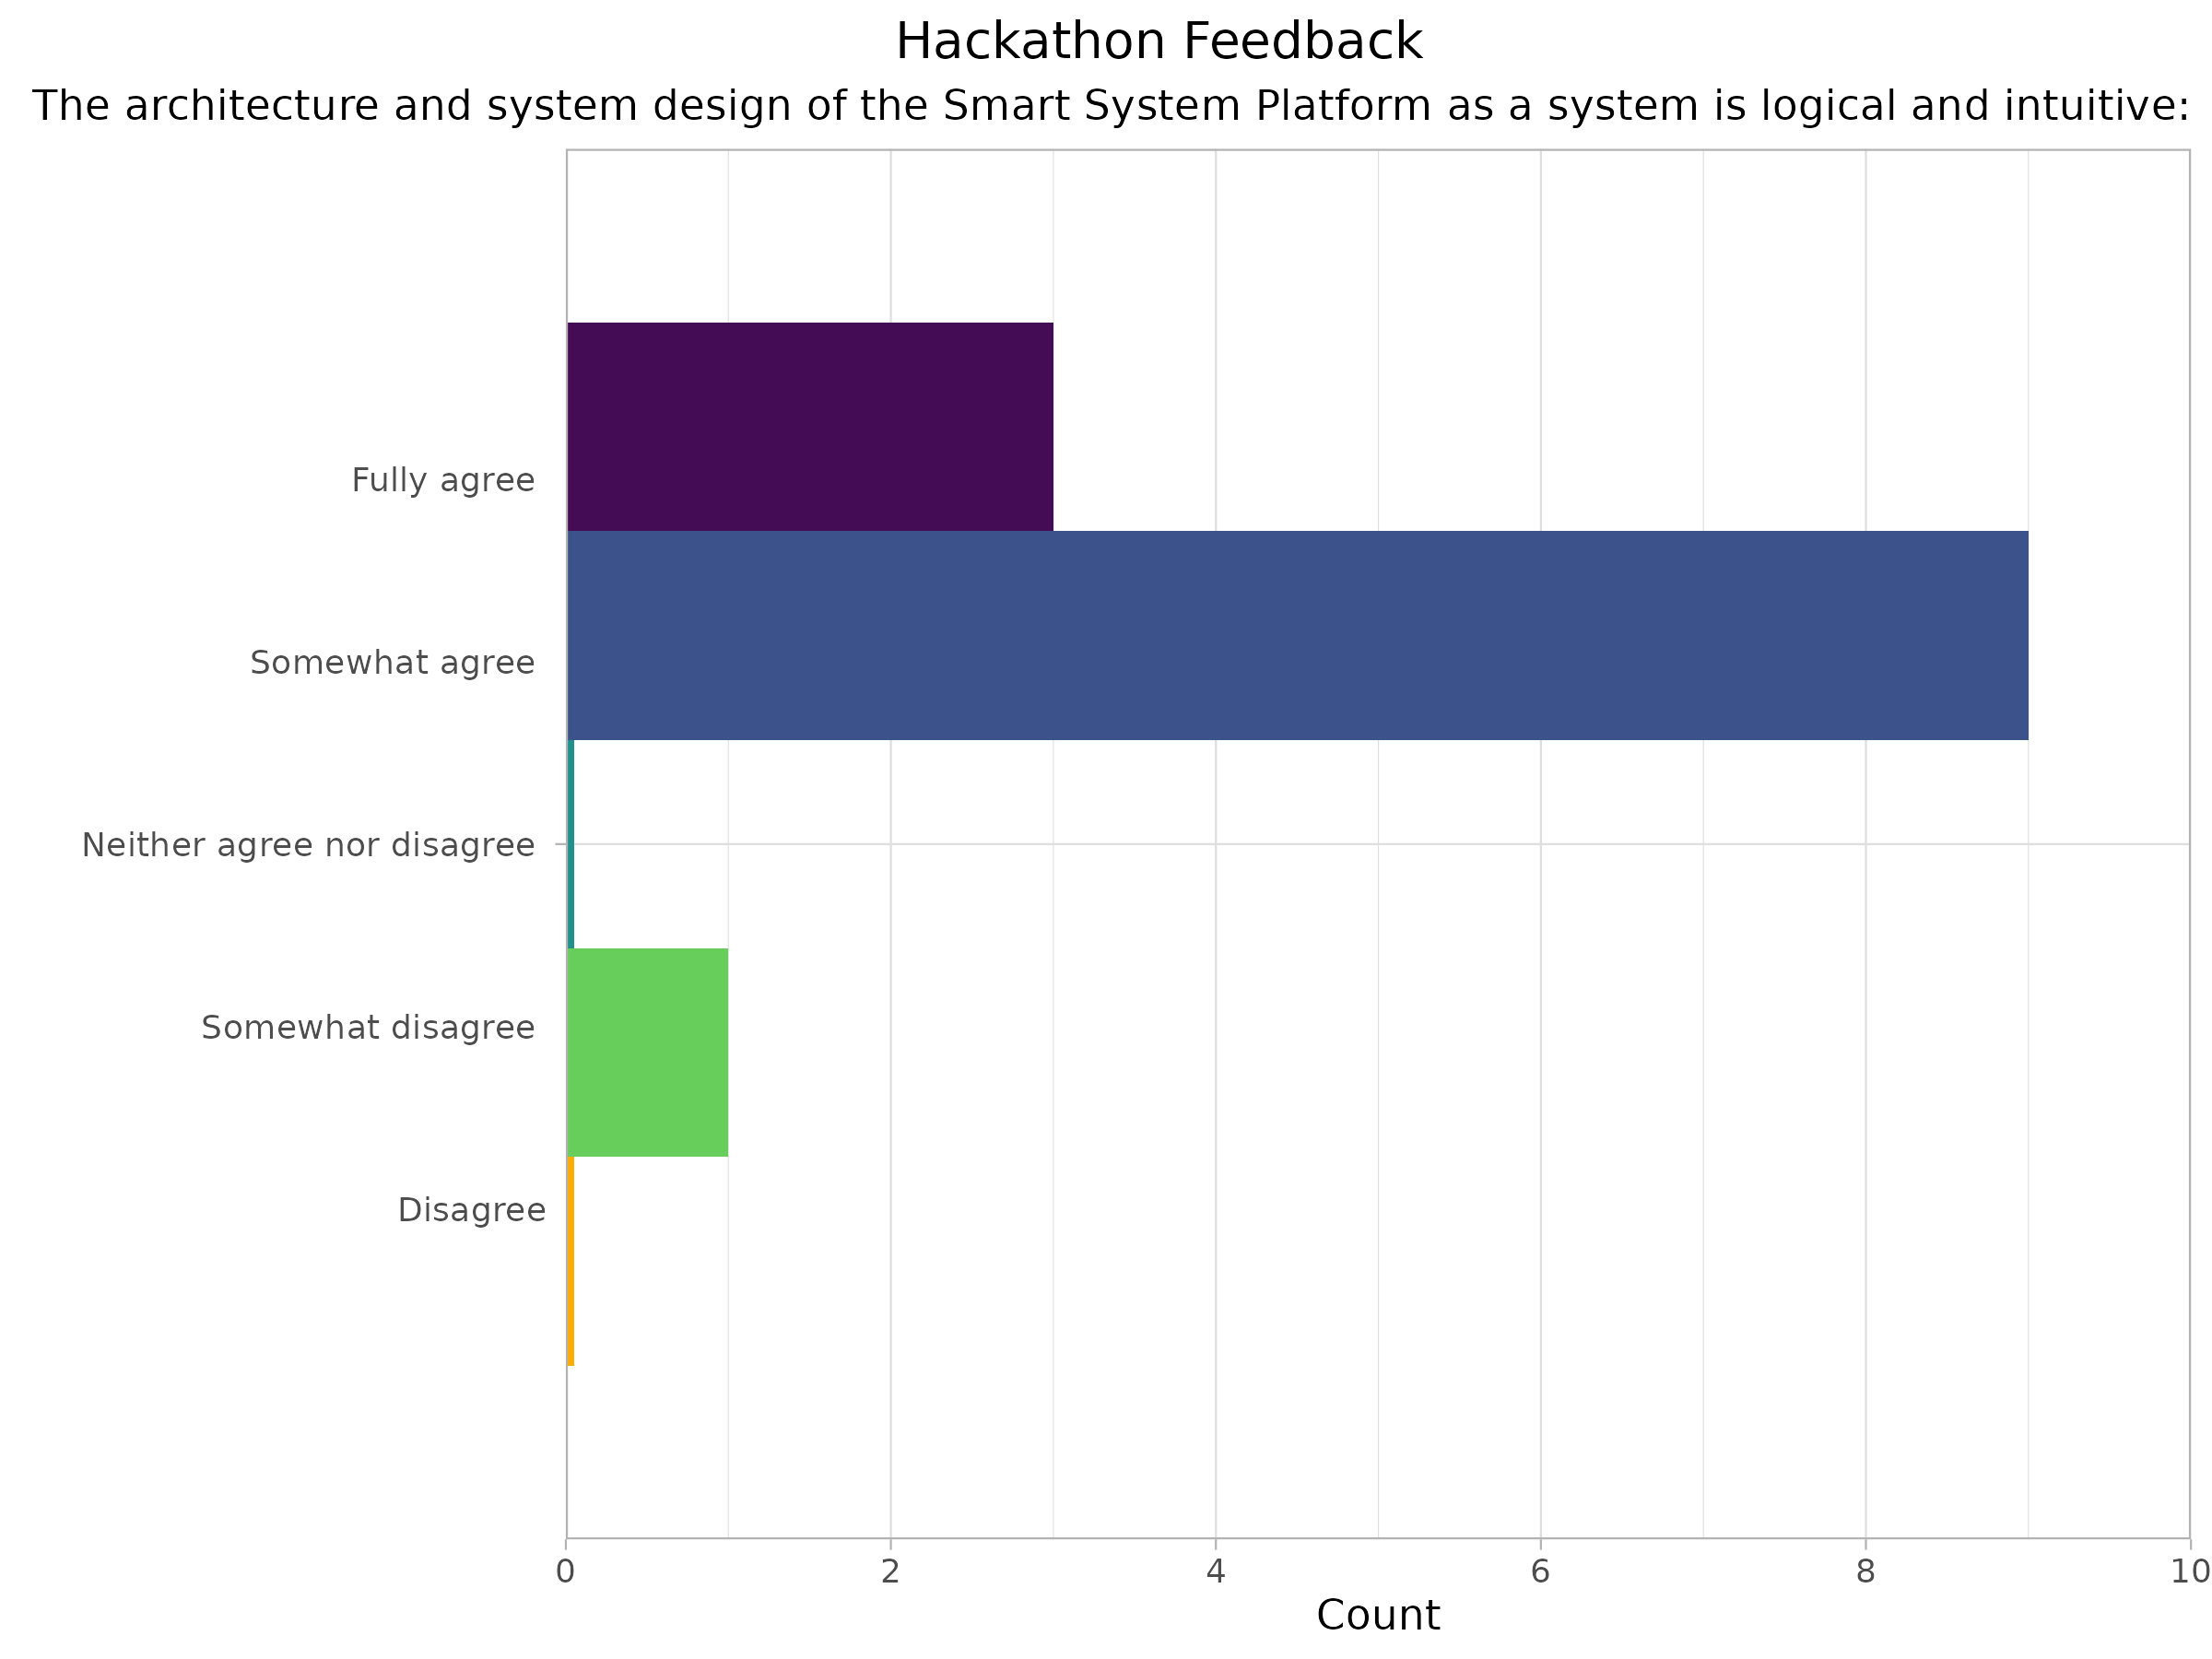 Hackathon Feedback
The architecture and system design of the Smart System Platform as a system is logical and intuitive:
Fully agree
Somewhat agree
Neither agree nor disagree
Somewhat disagree
Disagree
0 2 4 6 8 10
Count